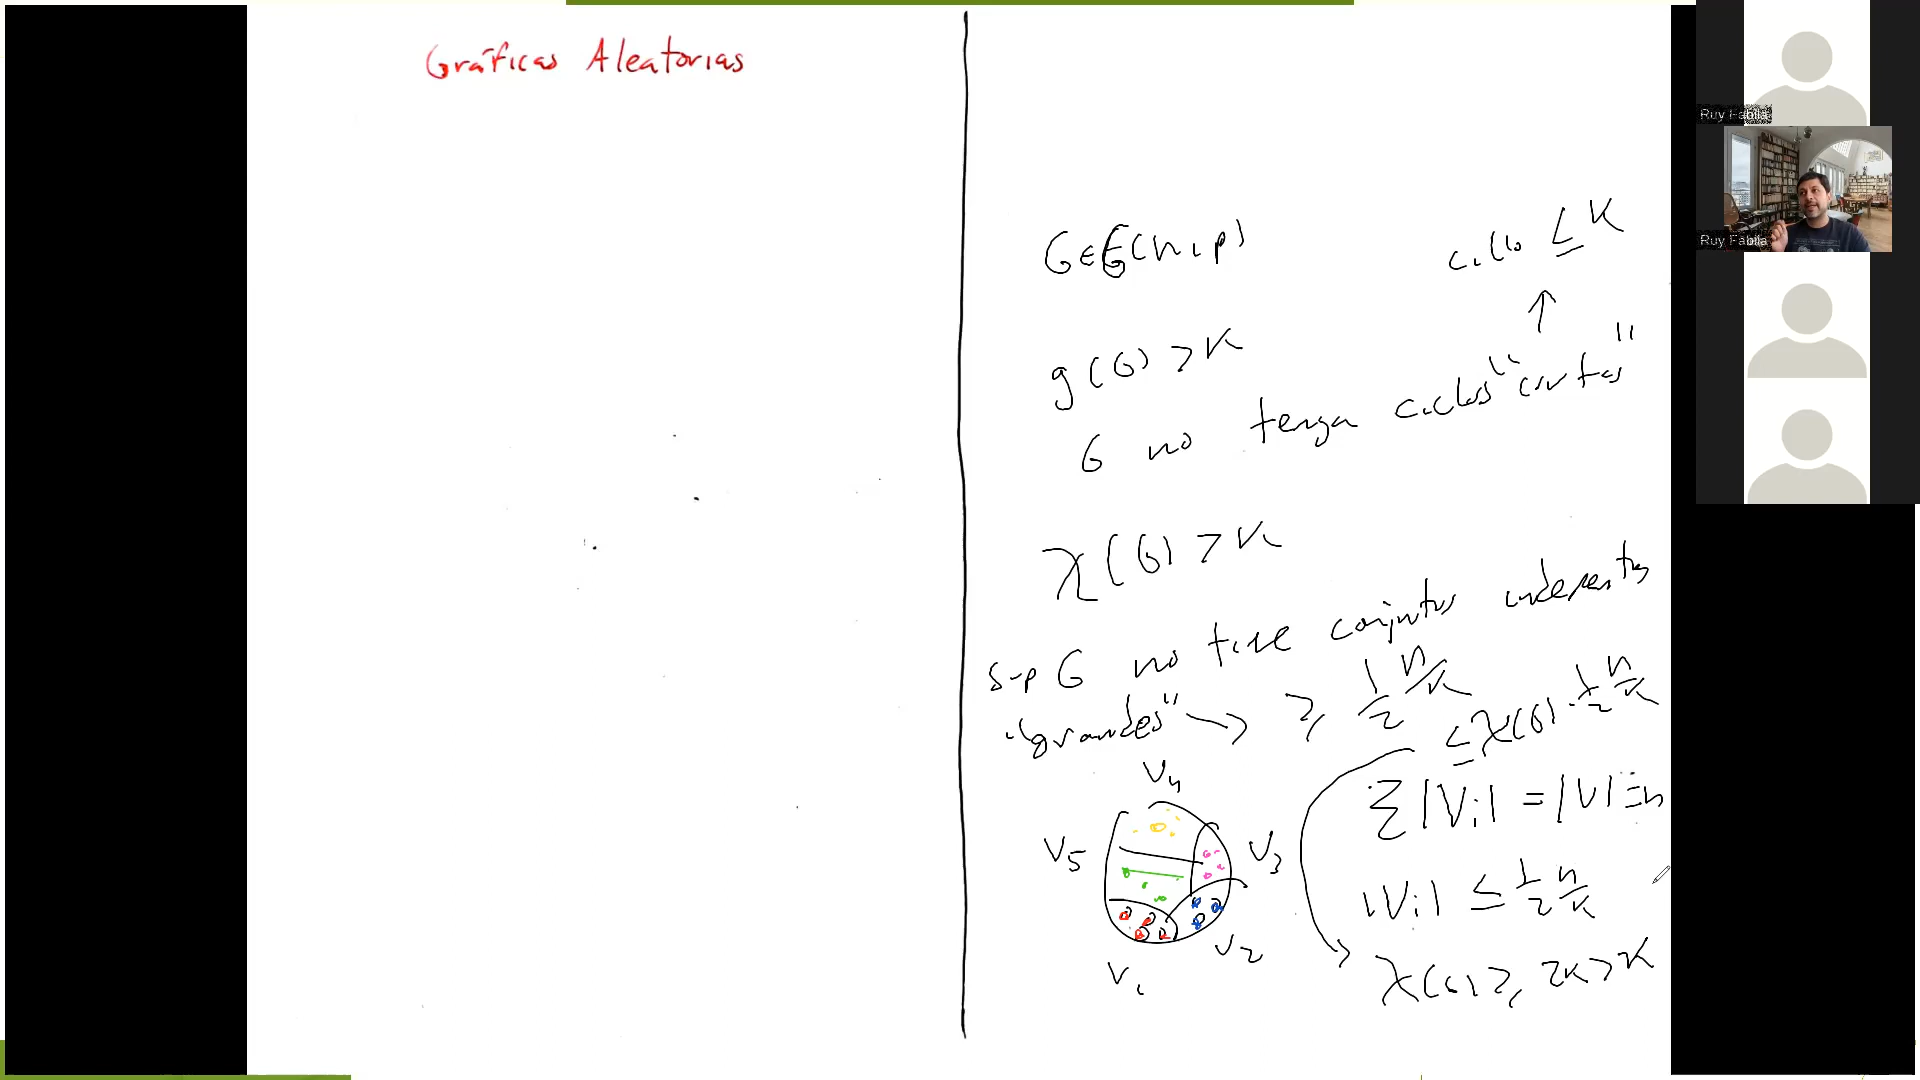 Gráficas Aleatorias
G∈G(n,p)
ciclo ≤ K
↑
g(G) > K
G no tenga ciclos "cortos"
χ(G) > K
Sup G no tiene conjuntos independientes
"grandes" → ≥ 1/2 n/K
≤ χ(G) · 1/2 n/K
Σ|Vi| = |V| = n
|Vi| ≤ 1/2 n/K
χ(G) ≥ 2K > K
V4
V5
V3
V2
V1
Ruy Fabila
Ruy Fabila